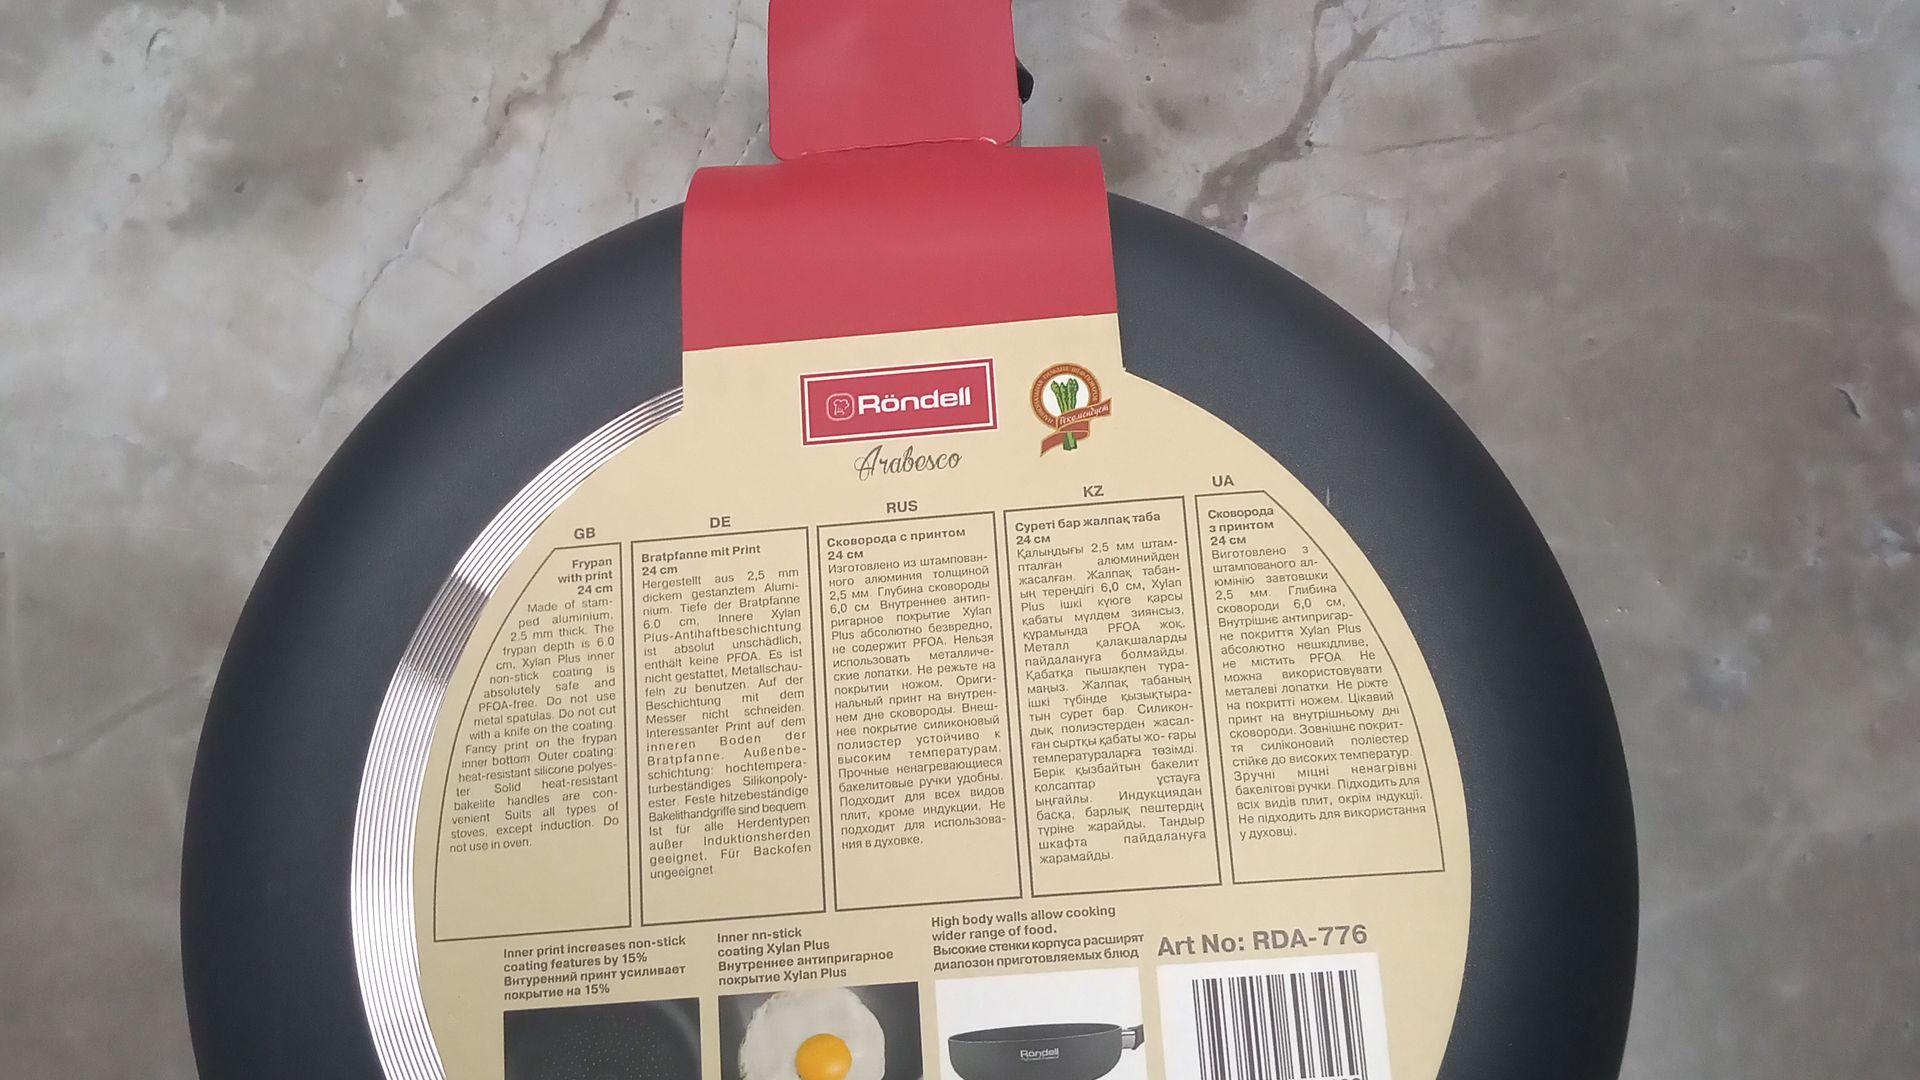 Röndell
Рекомендует
Arabesco
GB
Frypan
with print
24 cm
Made of stam-
ped aluminium,
2.5 mm thick. The
frypan depth is 6.0
cm, Xylan Plus inner
non-stick coating is
absolutely safe and
PFOA-free. Do not use
metal spatulas. Do not cut
with a knife on the coating.
Fancy print on the frypan
inner bottom. Outer coating:
heat-resistant silicone polyes-
ter Solid heat-resistant
bakelite handles are con-
venient Suits all types of
stoves, except induction. Do
not use in oven.
DE
Bratpfanne mit Print
24 cm
Hergestellt aus 2,5 mm
dickem gestanztem Alumi-
nium. Tiefe der Bratpfanne
6.0 cm, Innere Xylan
Plus-Antihaftbeschichtung
ist absolut unschädlich,
enthält keine PFOA. Es ist
nicht gestattet, Metallschau-
feln zu benutzen. Auf der
Beschichtung mit dem
Messer nicht schneiden.
Interessanter Print auf dem
inneren Boden der
Bratpfanne. Außenbe-
schichtung: hochtempera-
turbeständiges Silikonpoly-
ester. Feste hitzebeständige
Bakelithandgriffe sind bequem.
Ist für alle Herdentypen
außer Induktionsherden
geeignet. Für Backofen
ungeeignet.
RUS
Сковорода с принтом
24 см
Изготовлено из штампован-
ного алюминия толщиной
2,5 мм. Глубина сковороды
6,0 см Внутреннее антип-
ригарное покрытие Xylan
Plus абсолютно безвредно,
не содержит PFOA. Нельзя
использовать металличе-
ские лопатки. Не режьте на
покрытии ножом. Ориги-
нальный принт на внутрен-
нем дне сковороды. Внеш-
нее покрытие силиконовый
полиэстер устойчиво к
высоким температурам.
Прочные ненагревающиеся
бакелитовые ручки удобны.
Подходит для всех видов
плит, кроме индукции. Не
подходит для использова-
ния в духовке.
KZ
Суреті бар жалпақ таба
24 см
Қалыңдығы 2,5 мм штам-
пталған алюминийден
жасалған. Жалпақ табан-
ың тереңдігі 6,0 см, Xylan
Plus ішкі күюге қарсы
қабаты мүлдем зиянсыз,
құрамында PFOA жоқ.
Металл қалақшаларды
пайдалануға болмайды.
Қабатқа пышақпен тура-
маңыз. Жалпақ табаның
ішкі түбінде қызықтыра-
тын сурет бар. Силикон-
дық полиэстерден жасал-
ған сыртқы қабаты жо- ғары
температураларға төзімді.
Берік қызбайтын бакелит
қолсаптар ұстауға
ыңғайлы. Индукциядан
басқа, барлық пештердің
түріне жарайды. Тандыр
шкафта пайдалануға
жарамайды.
UA
Сковорода
з принтом
24 см
Виготовлено з
штампованого ал-
юмінію завтовшки
2,5 мм. Глибина
сковороди 6,0 см,
Внутрішнє антипригар-
не покриття Xylan Plus
абсолютно нешкідливе,
не містить PFOA. Не
можна використовувати
металеві лопатки. Не ріжте
на покритті ножем. Цікавий
принт на внутрішньому дні
сковороди. Зовнішнє покрит-
тя силіконовий поліестер
стійке до високих температур.
Зручні міцні ненагрівні
бакелітові ручки. Підходить для
всіх видів плит, окрім індукції.
Не підходить для використання
у духовці.
Inner print increases non-stick
coating features by 15%
Витуренний принт усиливает
покрытие на 15%
Inner nn-stick
coating Xylan Plus
Внутреннее антипригарное
покрытие Xylan Plus
High body walls allow cooking
wider range of food.
Высокие стенки корпуса расширят
диапозон приготовляемых блюд
Röndell
Art No: RDA-776